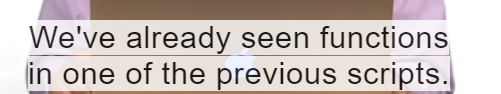 We've already seen functions
in one of the previous scripts.